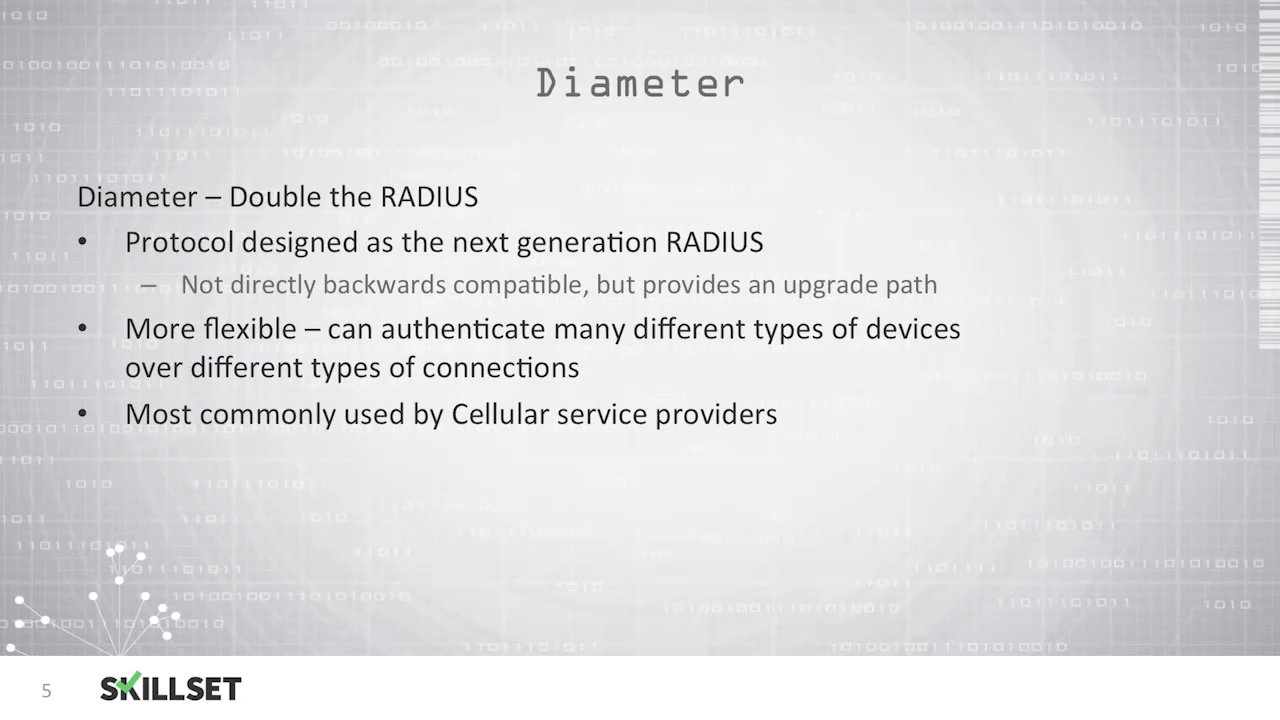 Diameter
Diameter – Double the RADIUS
• Protocol designed as the next generation RADIUS
– Not directly backwards compatible, but provides an upgrade path
• More flexible – can authenticate many different types of devices
over different types of connections
• Most commonly used by Cellular service providers
5
SKILLSET